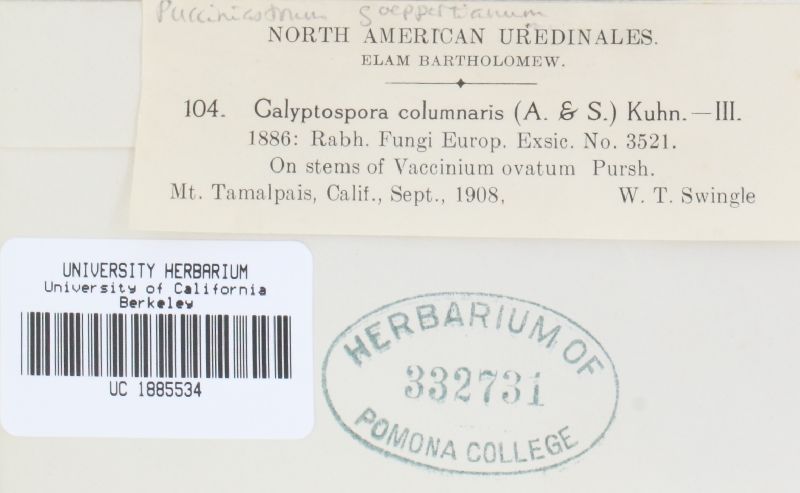 Pucciniastrum goeppertianum
NORTH AMERICAN UREDINALES.
ELAM BARTHOLOMEW.
104. Calyptospora columnaris (A. & S.) Kuhn.—III.
1886: Rabh. Fungi Europ. Exsic. No. 3521.
On stems of Vaccinium ovatum Pursh.
Mt. Tamalpais, Calif., Sept., 1908, W. T. Swingle
UNIVERSITY HERBARIUM
University of California
Berkeley
UC 1885534
HERBARIUM OF
332731
POMONA COLLEGE